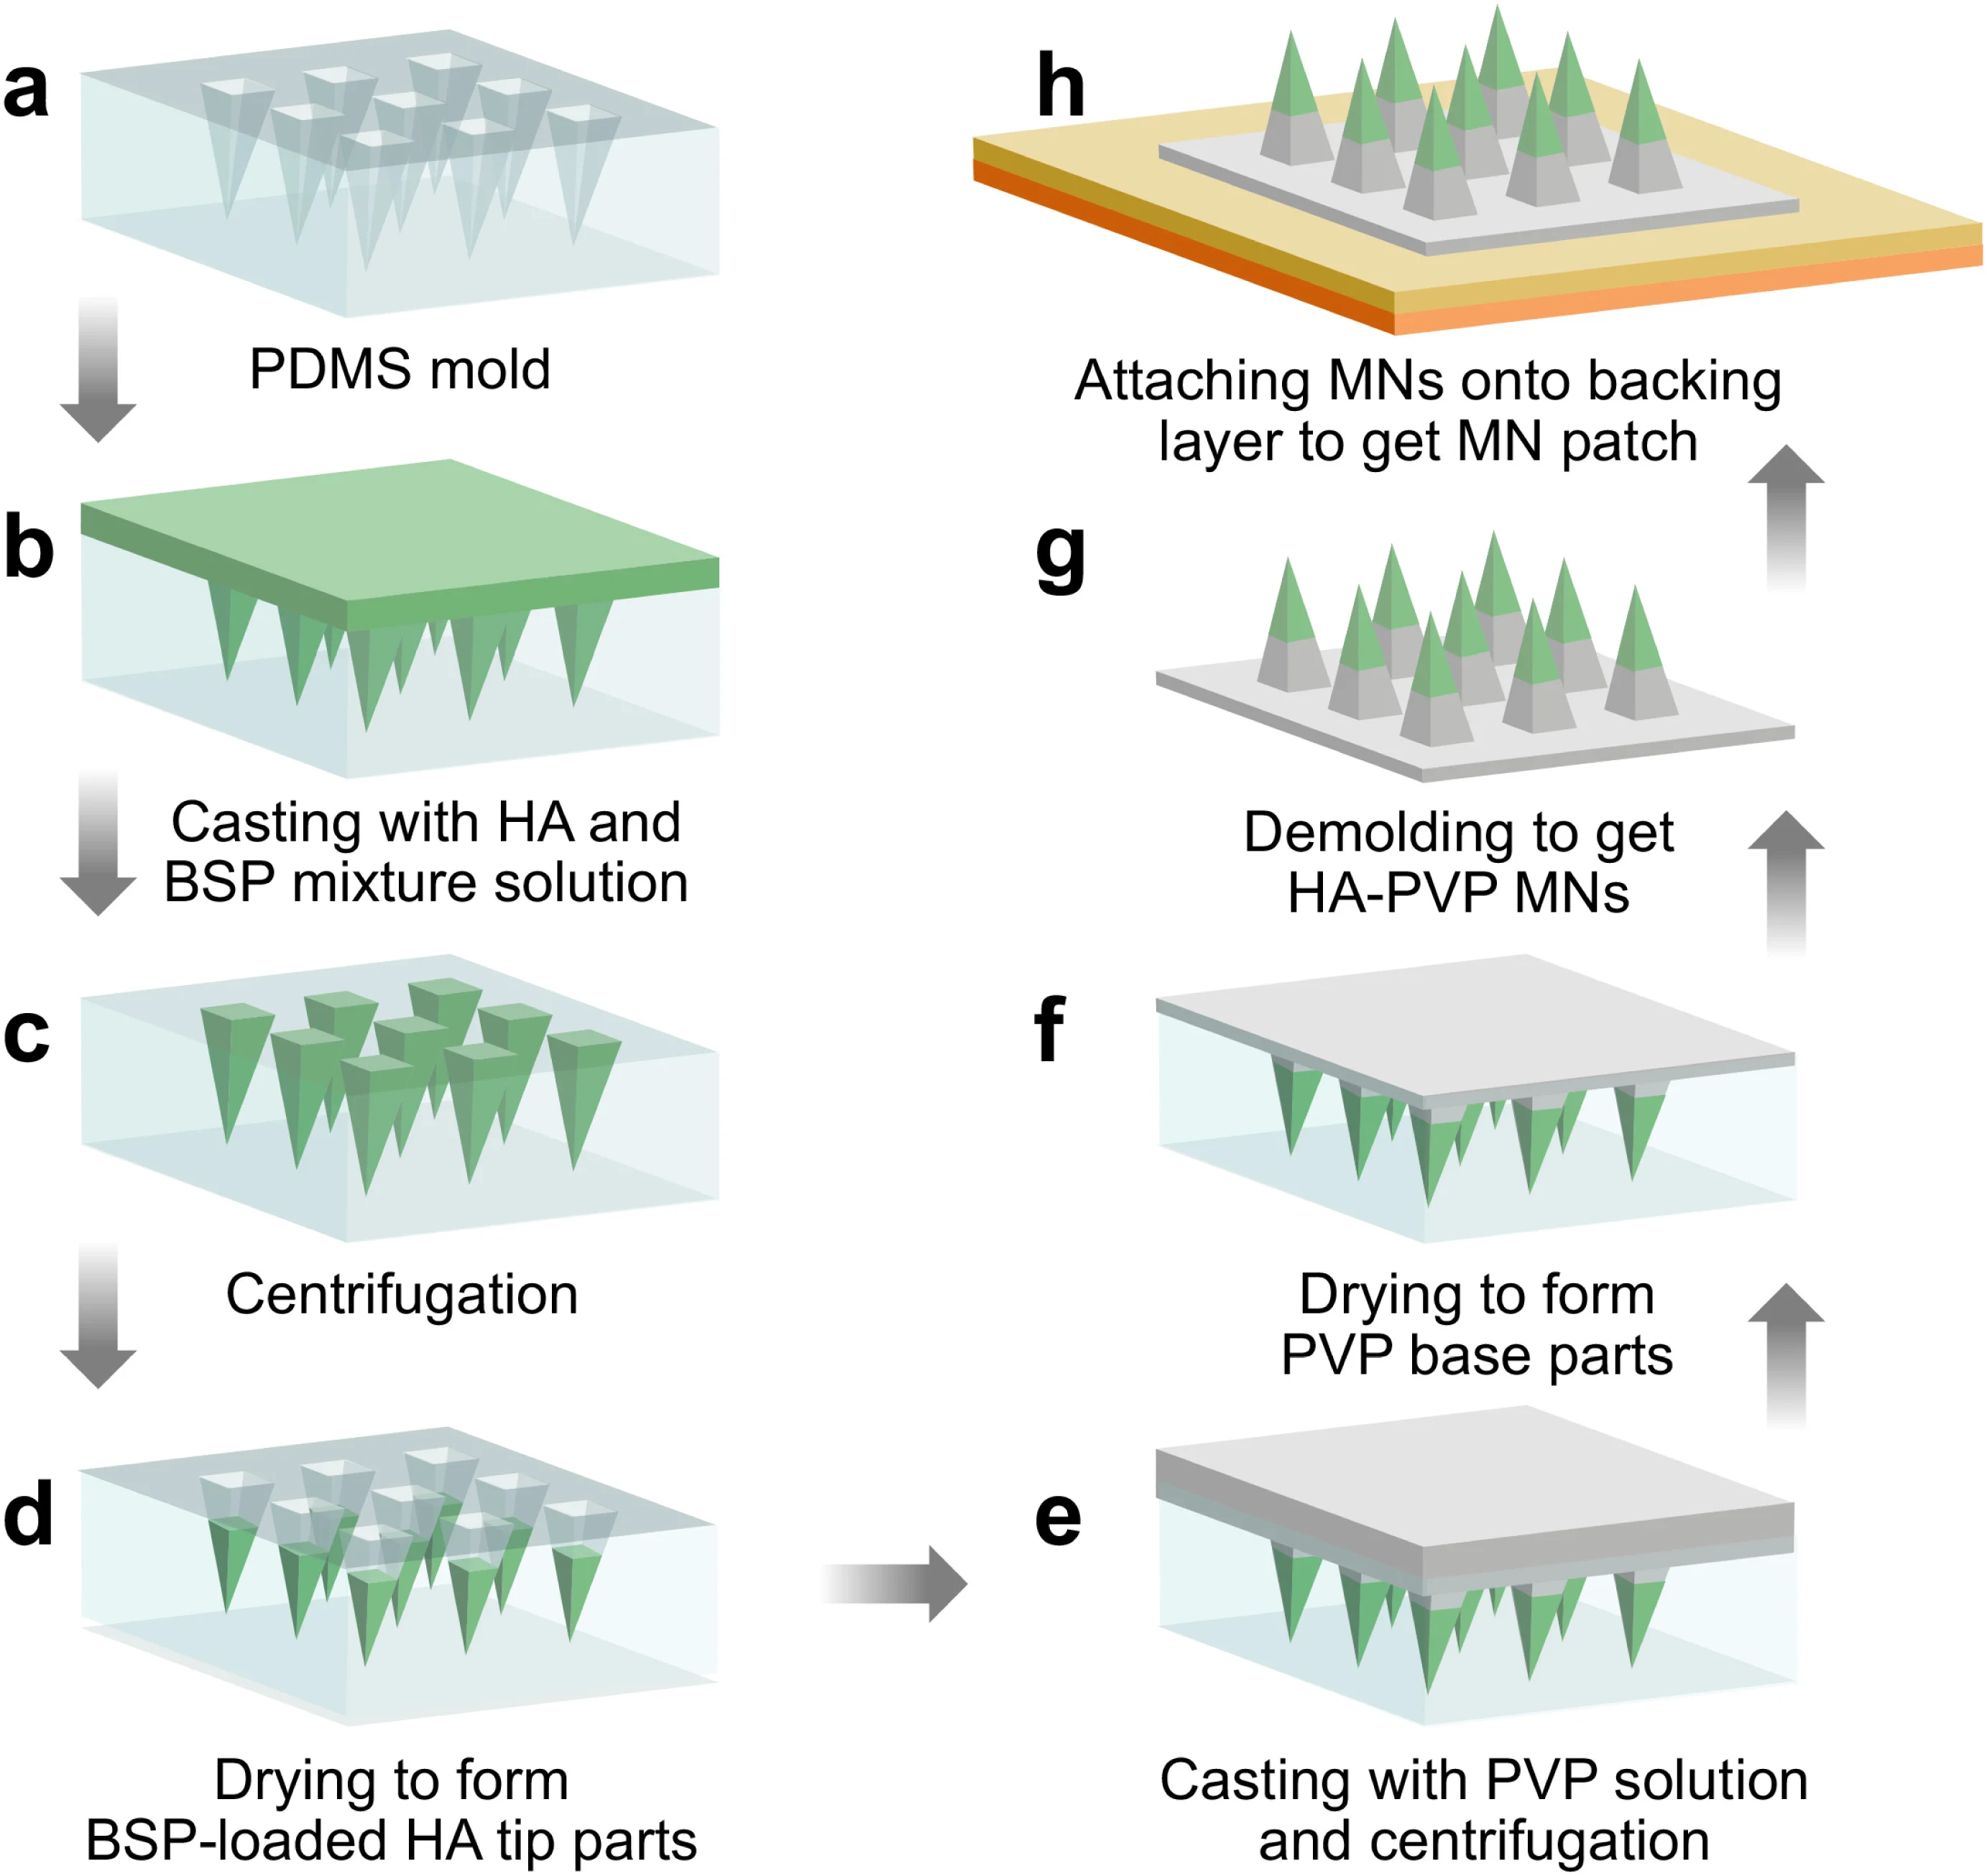 a
PDMS mold
b
Casting with HA and
BSP mixture solution
c
Centrifugation
d
Drying to form
BSP-loaded HA tip parts
e
Casting with PVP solution
and centrifugation
f
Drying to form
PVP base parts
g
Demolding to get
HA-PVP MNs
h
Attaching MNs onto backing
layer to get MN patch